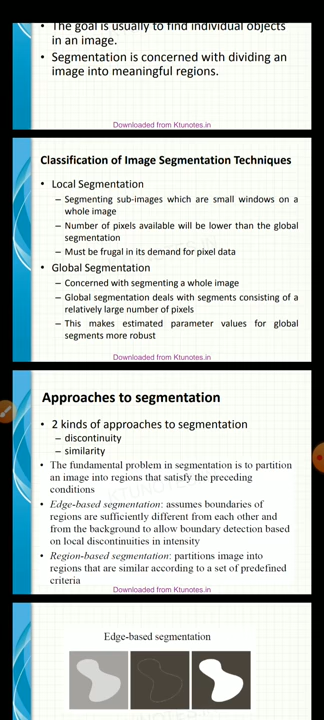 • The goal is usually to find individual objects
in an image.
• Segmentation is concerned with dividing an
image into meaningful regions.
Downloaded from Ktunotes.in
Classification of Image Segmentation Techniques
• Local Segmentation
– Segmenting sub-images which are small windows on a
whole image
– Number of pixels available will be lower than the global
segmentation
– Must be frugal in its demand for pixel data
• Global Segmentation
– Concerned with segmenting a whole image
– Global segmentation deals with segments consisting of a
relatively large number of pixels
– This makes estimated parameter values for global
segments more robust
Downloaded from Ktunotes.in
Approaches to segmentation
• 2 kinds of approaches to segmentation
– discontinuity
– similarity
• The fundamental problem in segmentation is to partition
an image into regions that satisfy the preceding
conditions
• Edge-based segmentation: assumes boundaries of
regions are sufficiently different from each other and
from the background to allow boundary detection based
on local discontinuities in intensity
• Region-based segmentation: partitions image into
regions that are similar according to a set of predefined
criteria
Downloaded from Ktunotes.in
Edge-based segmentation